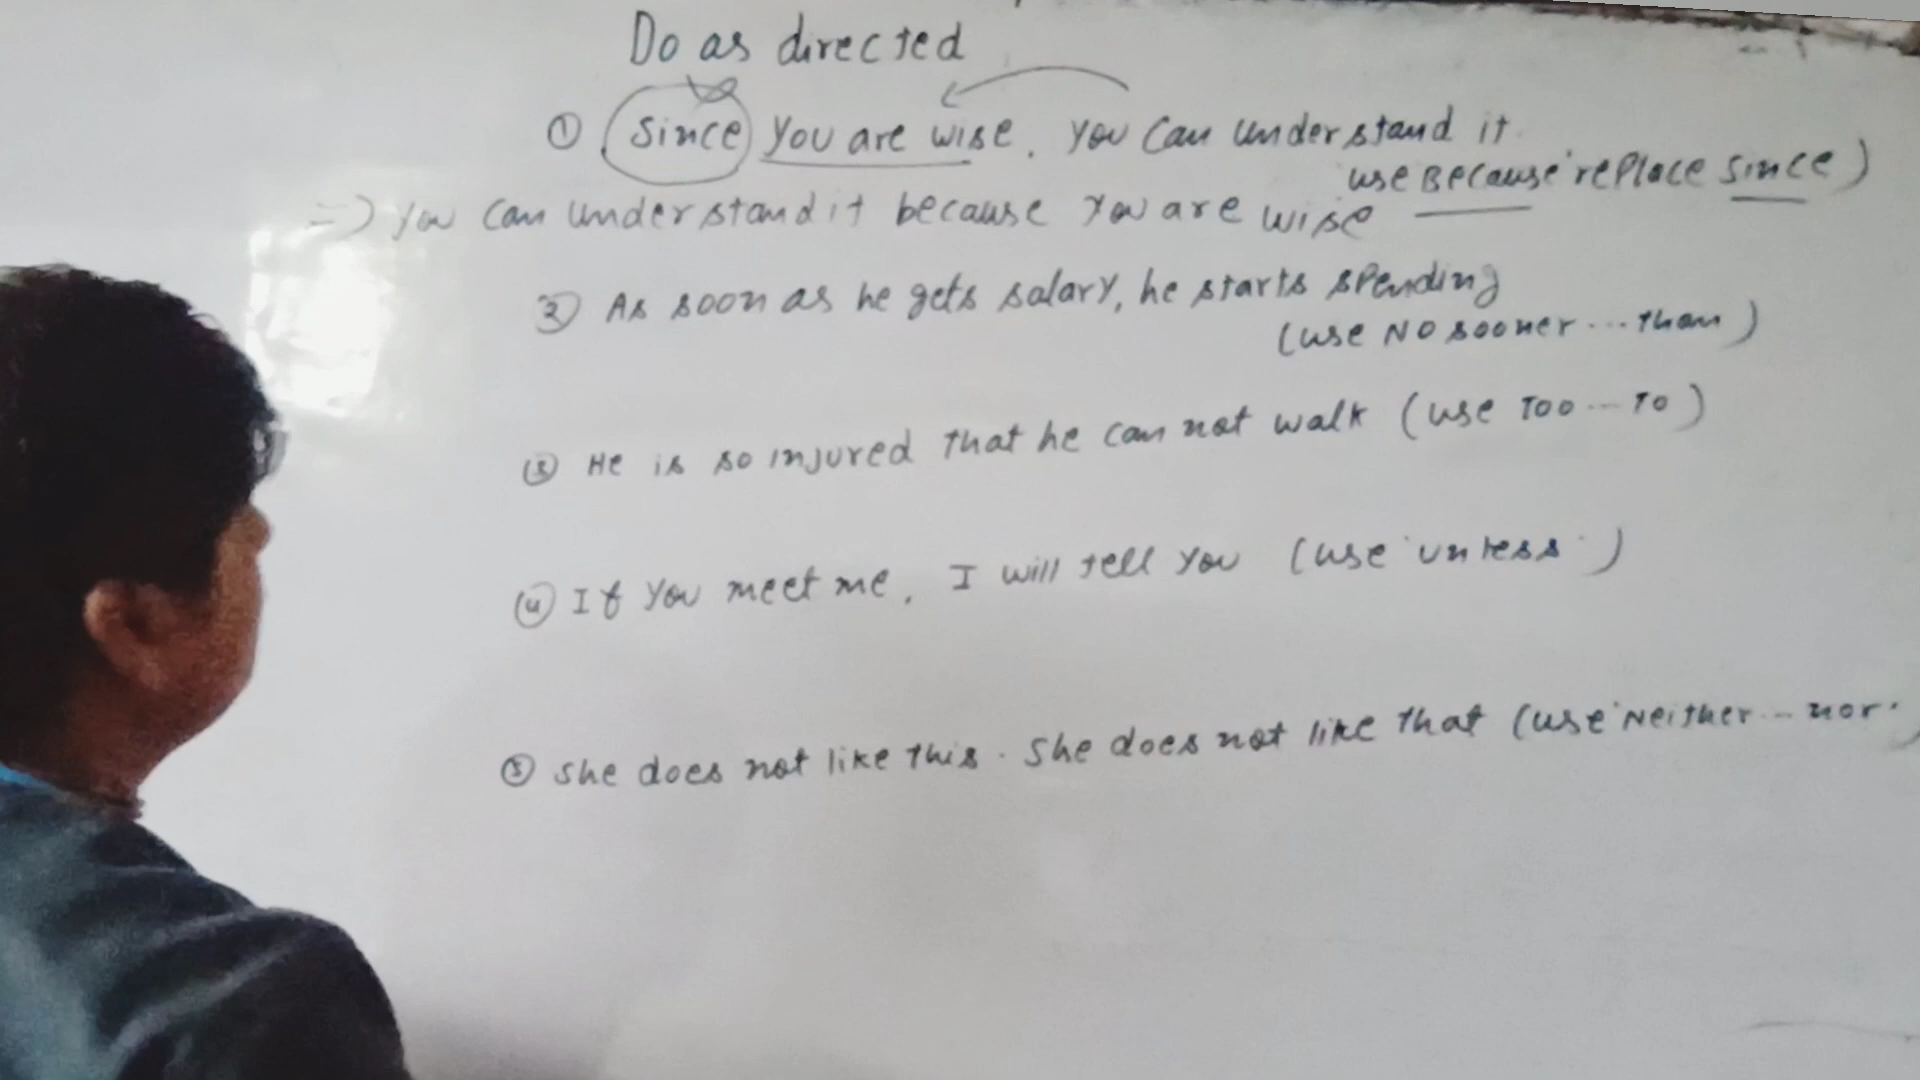 Do as directed
① Since You are wise. You Can understand it
use Because replace since)
=> You can understand it because You are wise
② As soon as he gets salary, he starts spending
(use No sooner ... than)
③ He is so injured that he can not walk (use Too ... To)
④ If You meet me, I will tell You (use 'unless')
⑤ She does not like this. She does not like that (use 'Neither ... nor'